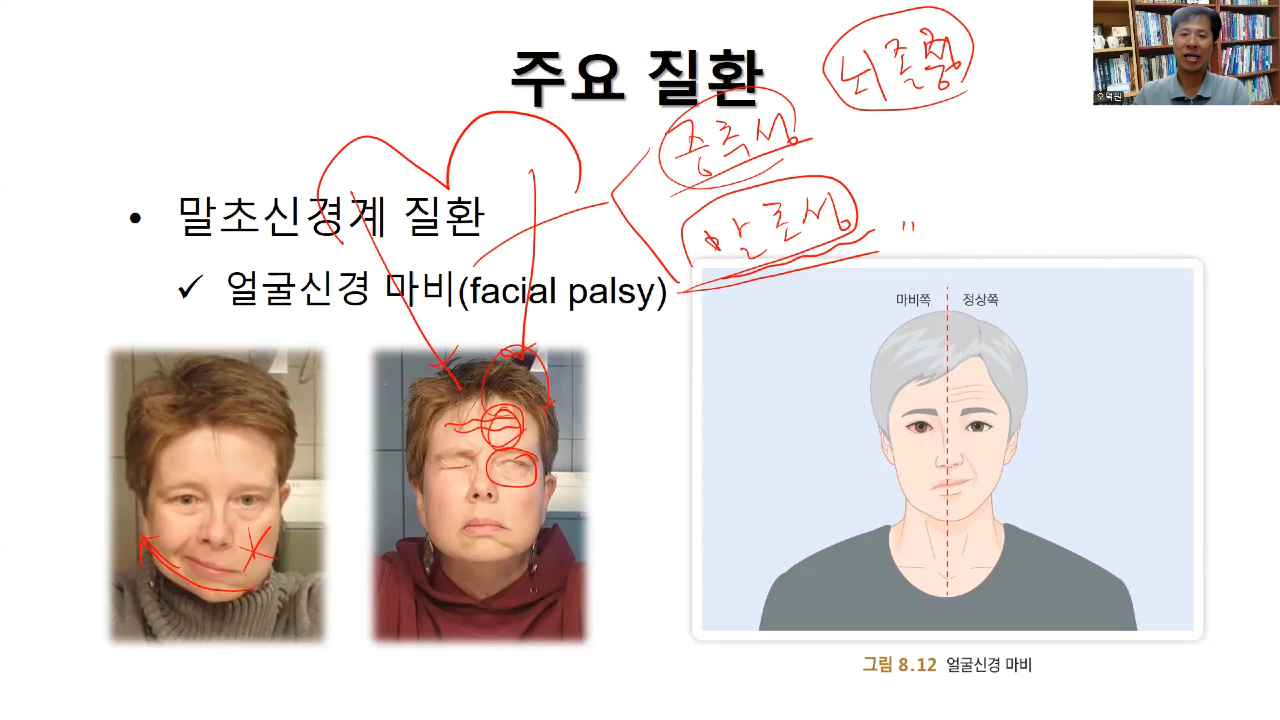 주요 질환
뇌졸중
중추성
말초성
• 말초신경계 질환
✓ 얼굴신경 마비(facial palsy)
마비쪽 정상쪽
그림 8.12 얼굴신경 마비